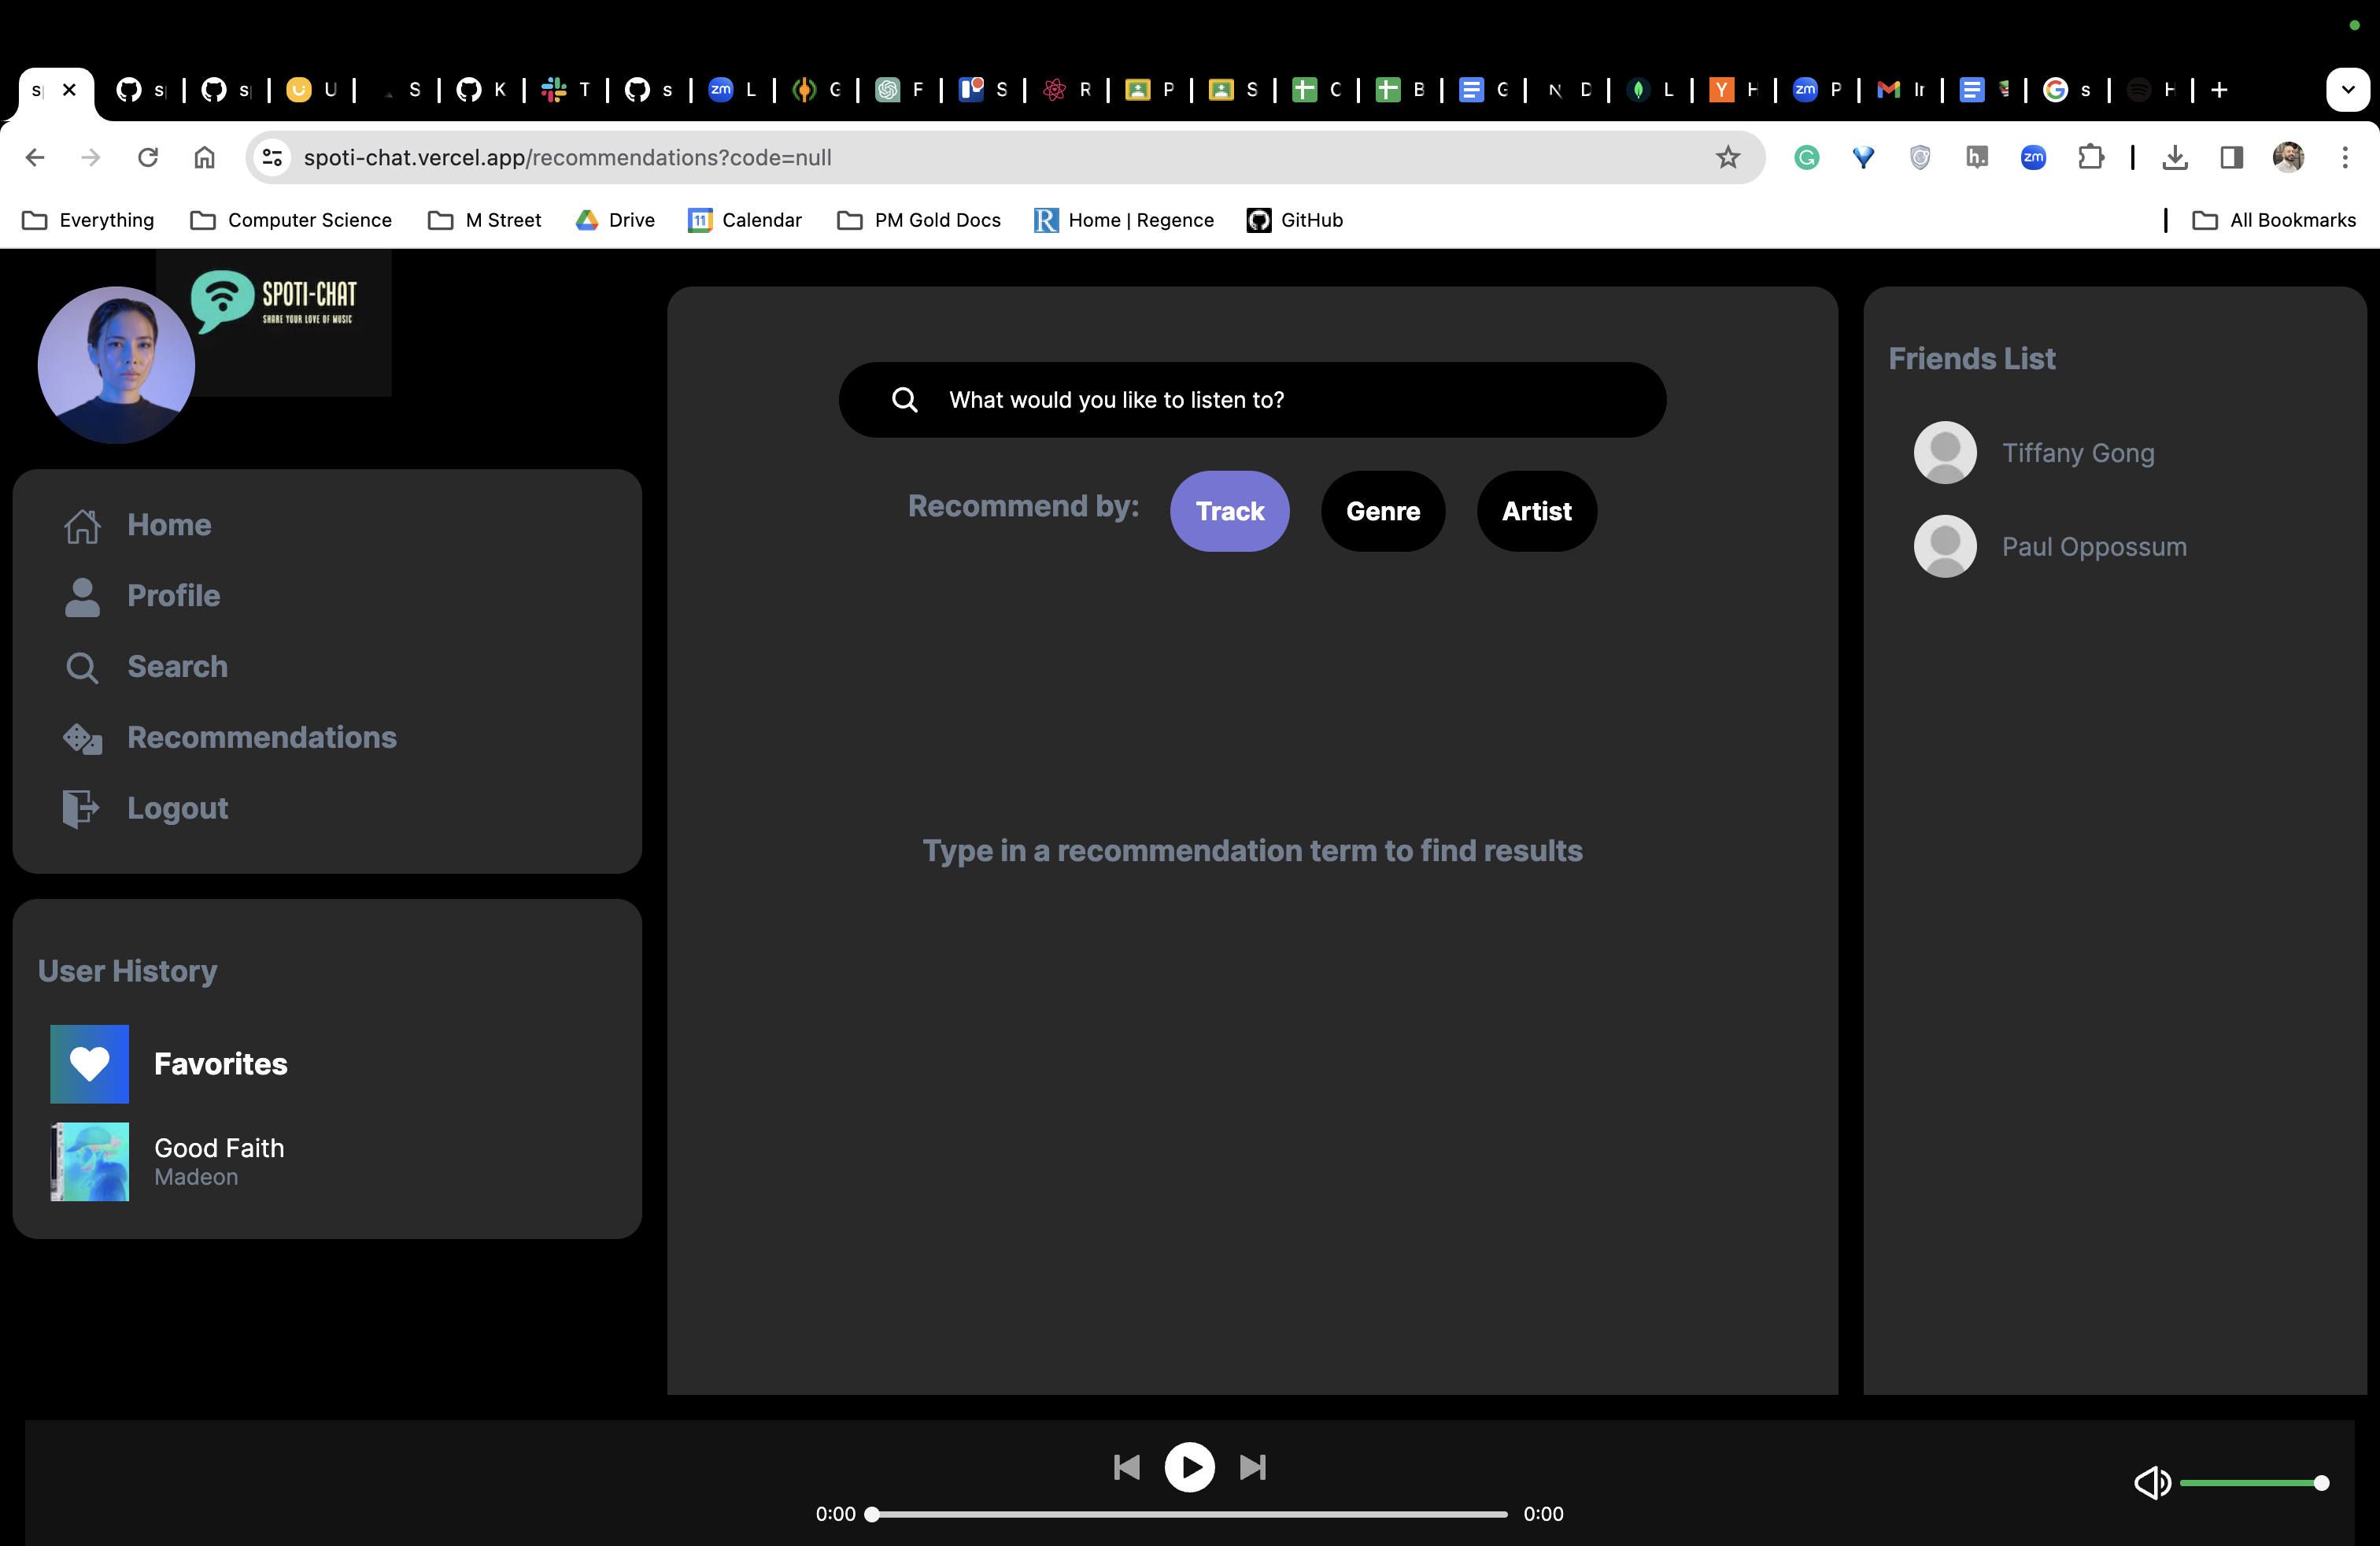 s
s
s
U
S
K
T
s
L
G
F
S
R
P
S
C
B
G
D
L
H
P
Ir
s
H
spoti-chat.vercel.app/recommendations?code=null
Everything
Computer Science
M Street
Drive
Calendar
PM Gold Docs
Home | Regence
GitHub
All Bookmarks
SPOTI-CHAT
SHARE YOUR LOVE OF MUSIC
Home
Profile
Search
Recommendations
Logout
User History
Favorites
Good Faith
Madeon
What would you like to listen to?
Recommend by:
Track
Genre
Artist
Type in a recommendation term to find results
Friends List
Tiffany Gong
Paul Oppossum
0:00
0:00